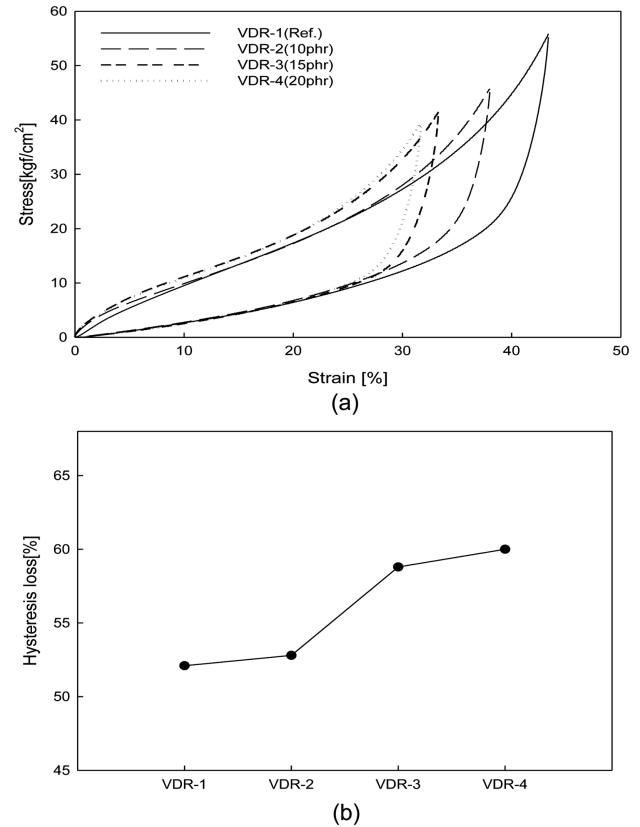 60
50
40
30
20
10
0
Stress[kgf/cm²]
VDR-1(Ref.)
VDR-2(10phr)
VDR-3(15phr)
VDR-4(20phr)
0 10 20 30 40 50
Strain [%]
(a)
65
60
55
50
45
Hysteresis loss[%]
VDR-1 VDR-2 VDR-3 VDR-4
(b)